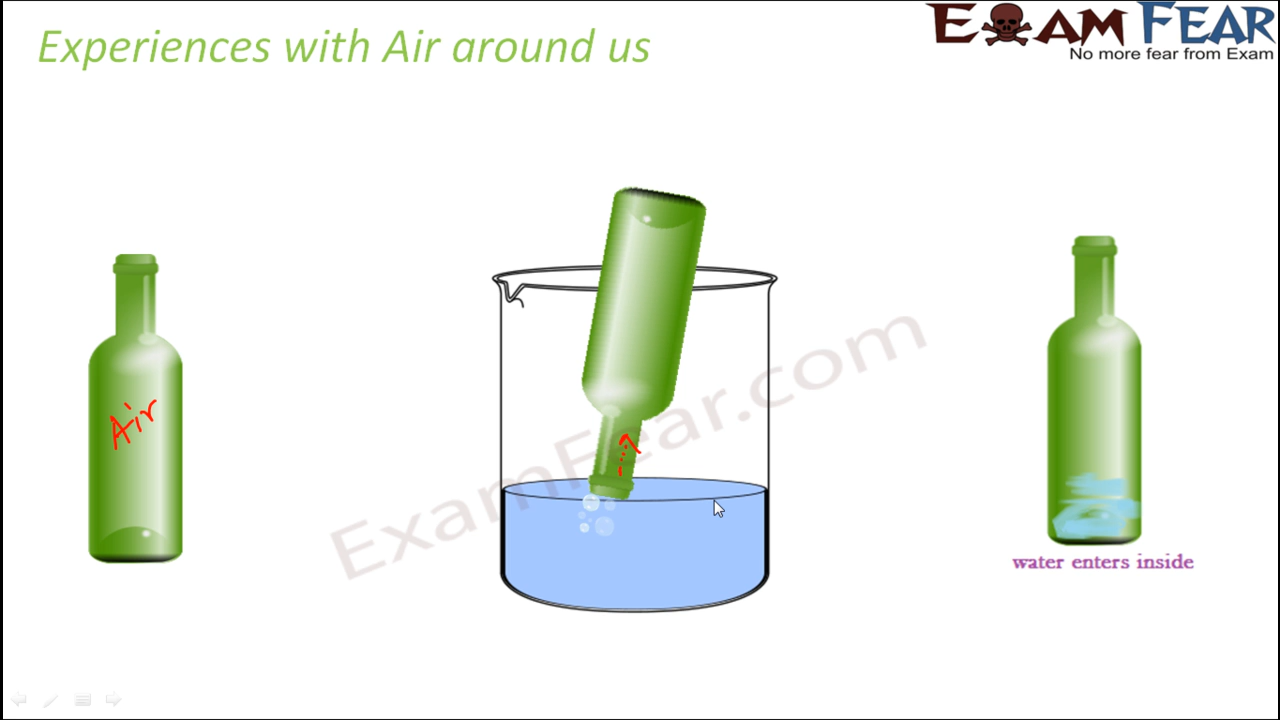 Experiences with Air around us
EXAM FEAR
No more fear from Exam
Air
ExamFear.com
water enters inside